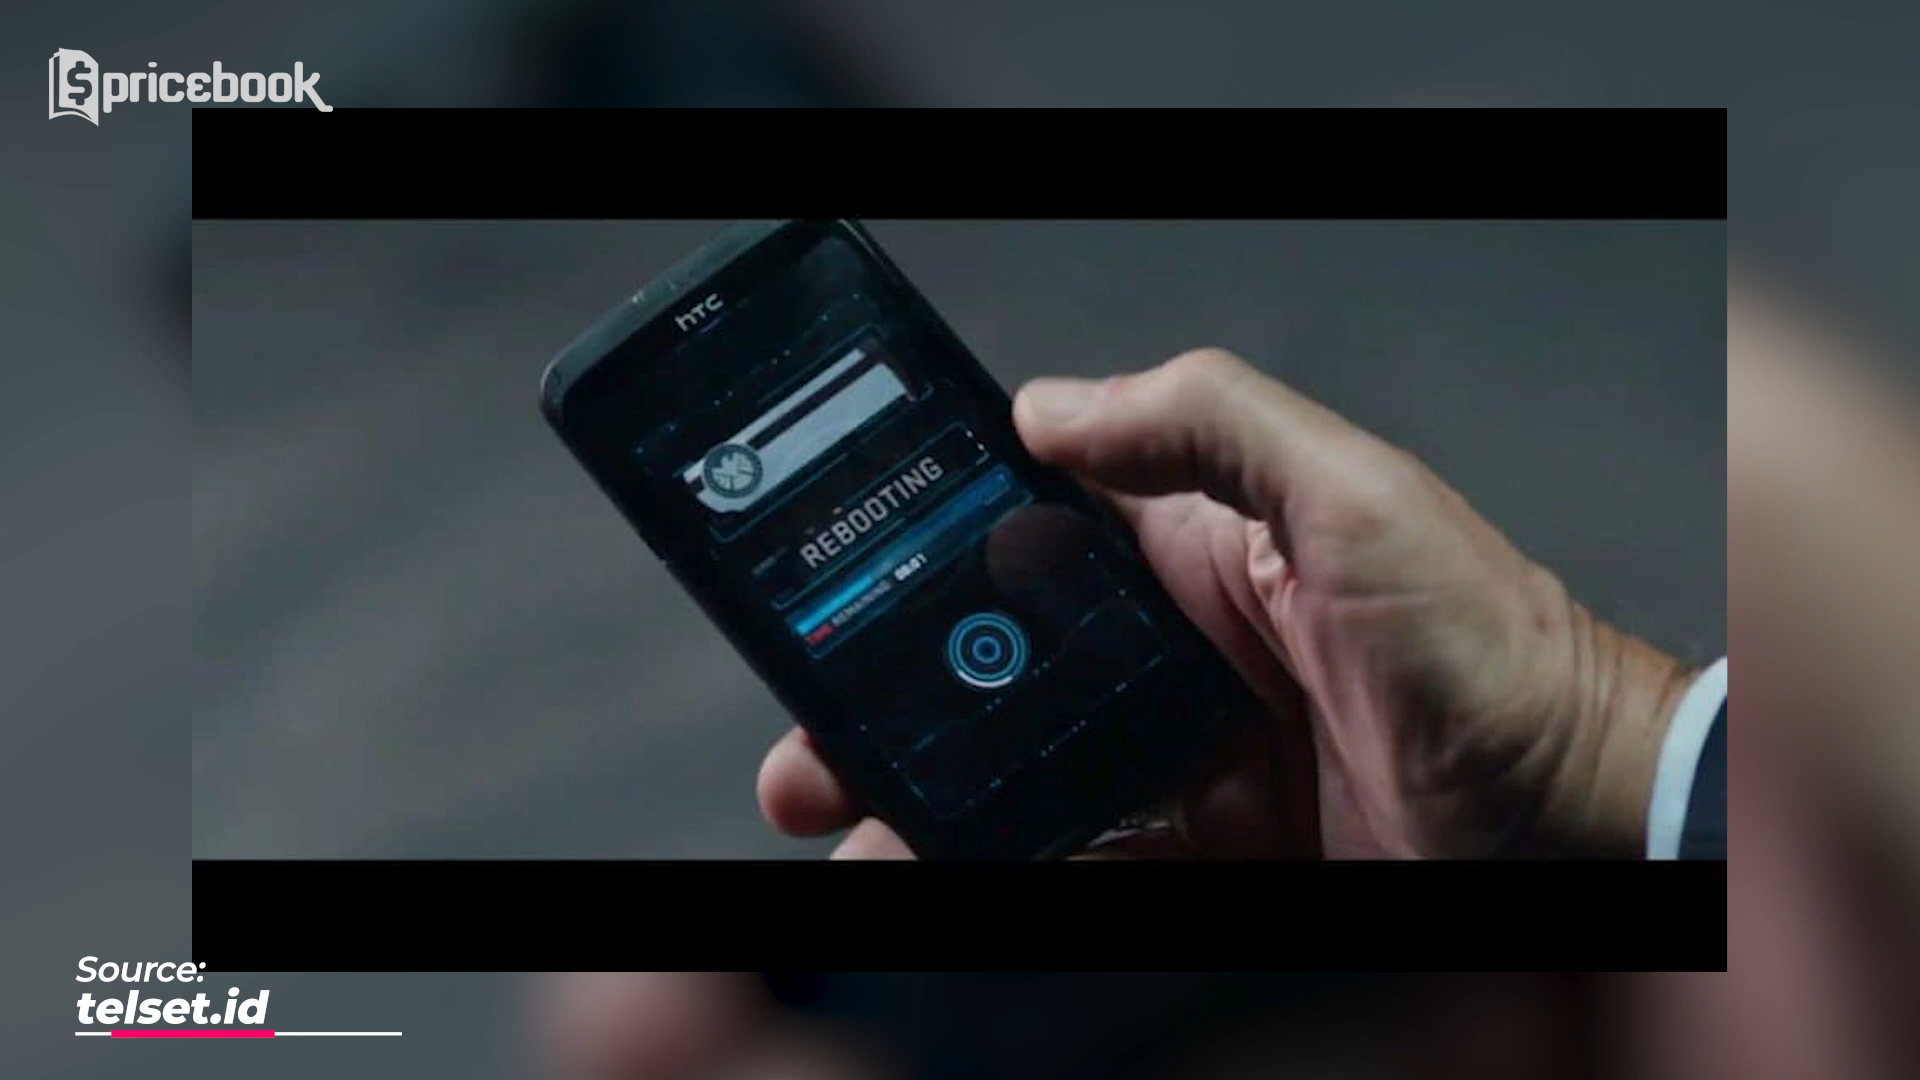 pricebook
hTC
REBOOTING
REMAINING 00:01
Source:
telset.id